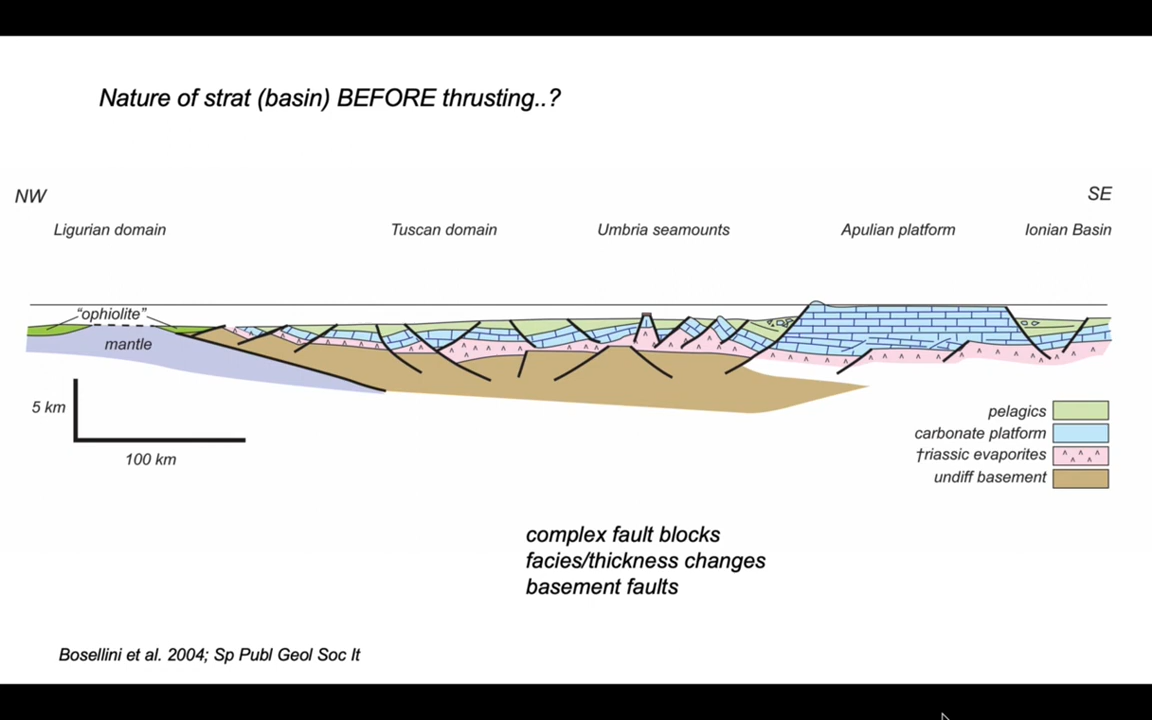 Nature of strat (basin) BEFORE thrusting..?
NW
SE
Ligurian domain
Tuscan domain
Umbria seamounts
Apulian platform
Ionian Basin
“ophiolite”
mantle
5 km
100 km
pelagics
carbonate platform
†riassic evaporites
undiff basement
complex fault blocks
facies/thickness changes
basement faults
Bosellini et al. 2004; Sp Publ Geol Soc It